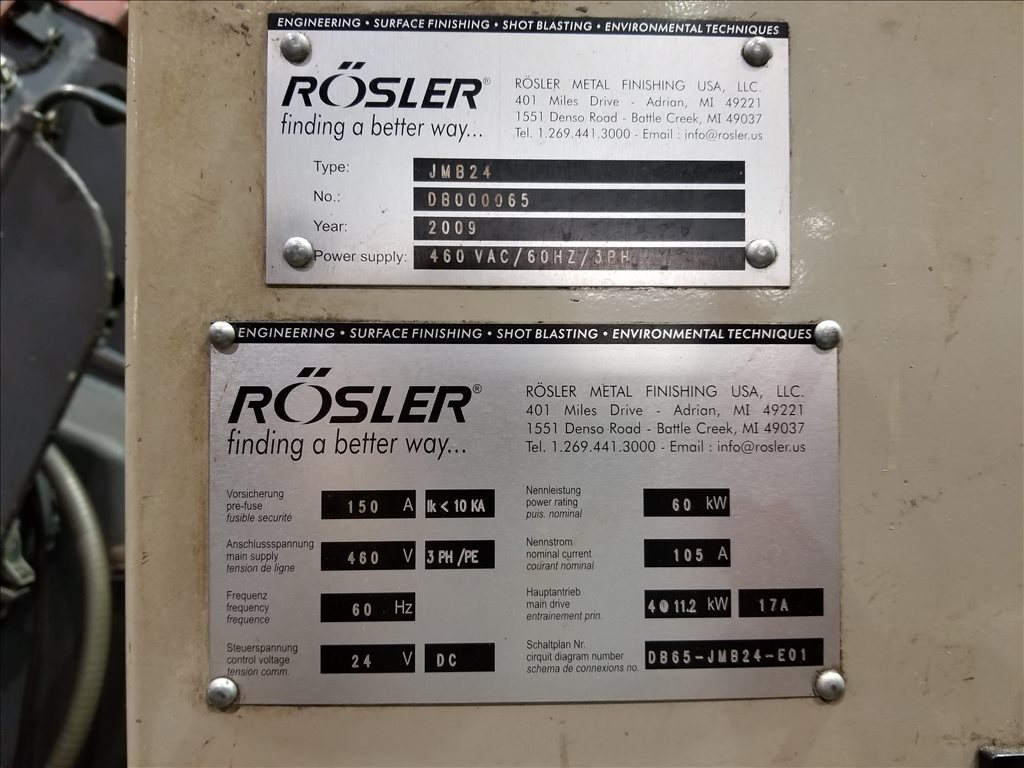 ENGINEERING • SURFACE FINISHING • SHOT BLASTING • ENVIRONMENTAL TECHNIQUES
RÖSLER®
finding a better way...
RÖSLER METAL FINISHING USA, LLC.
401 Miles Drive - Adrian, MI 49221
1551 Denso Road - Battle Creek, MI 49037
Tel. 1.269.441.3000 - Email : info@rosler.us
Type: JMB24
No.: DB000065
Year: 2009
Power supply: 460 VAC/60HZ/3PH
ENGINEERING • SURFACE FINISHING • SHOT BLASTING • ENVIRONMENTAL TECHNIQUES
RÖSLER®
finding a better way...
RÖSLER METAL FINISHING USA, LLC.
401 Miles Drive - Adrian, MI 49221
1551 Denso Road - Battle Creek, MI 49037
Tel. 1.269.441.3000 - Email : info@rosler.us
Vorsicherung
pre-fuse
fusible securité
150 A Ik < 10 KA
Anschlussspannung
main supply
tension de ligne
460 V 3 PH /PE
Frequenz
frequency
frequence
60 Hz
Steuerspannung
control voltage
tension comm.
24 V DC
Nennleistung
power rating
puis. nominal
60 kW
Nennstrom
nominal current
courant nominal
105 A
Hauptantrieb
main drive
entrainement prin.
4@11.2 kW 17A
Schaltplan Nr.
cirquit diagram number
schema de connexions no.
DB65-JMB24-E01